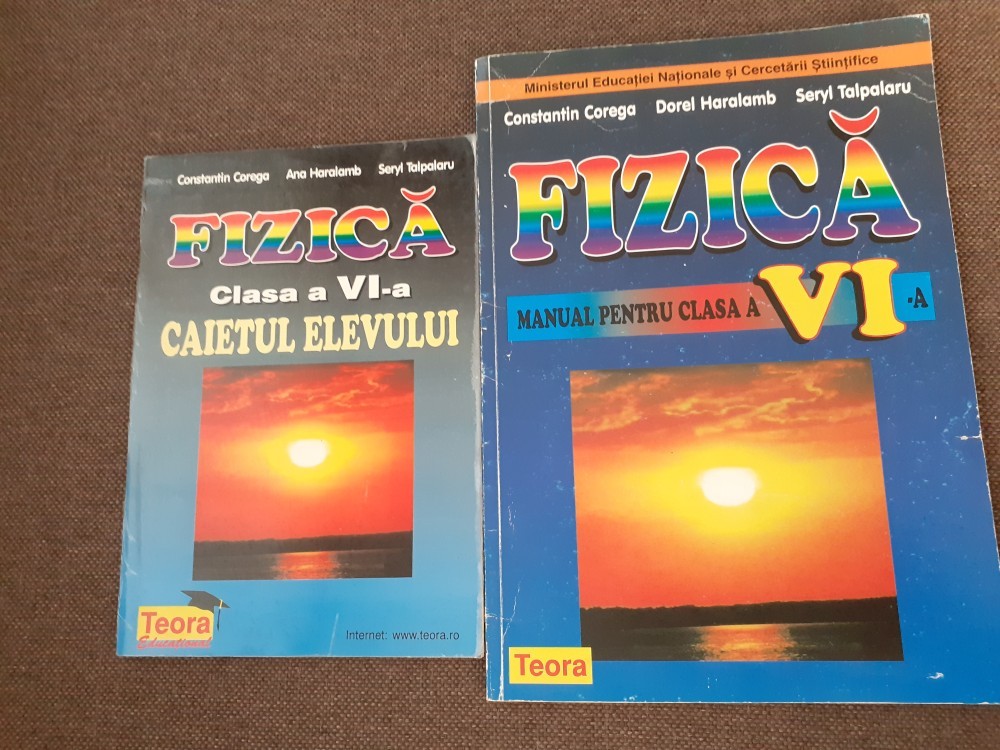 Constantin Corega Ana Haralamb Seryl Talpalaru
FIZICĂ
Clasa a VI-a
CAIETUL ELEVULUI
Teora
Educational
Internet: www.teora.ro
Ministerul Educației Naționale și Cercetării Științifice
Constantin Corega Dorel Haralamb Seryl Talpalaru
FIZICĂ
MANUAL PENTRU CLASA A VI-A
Teora